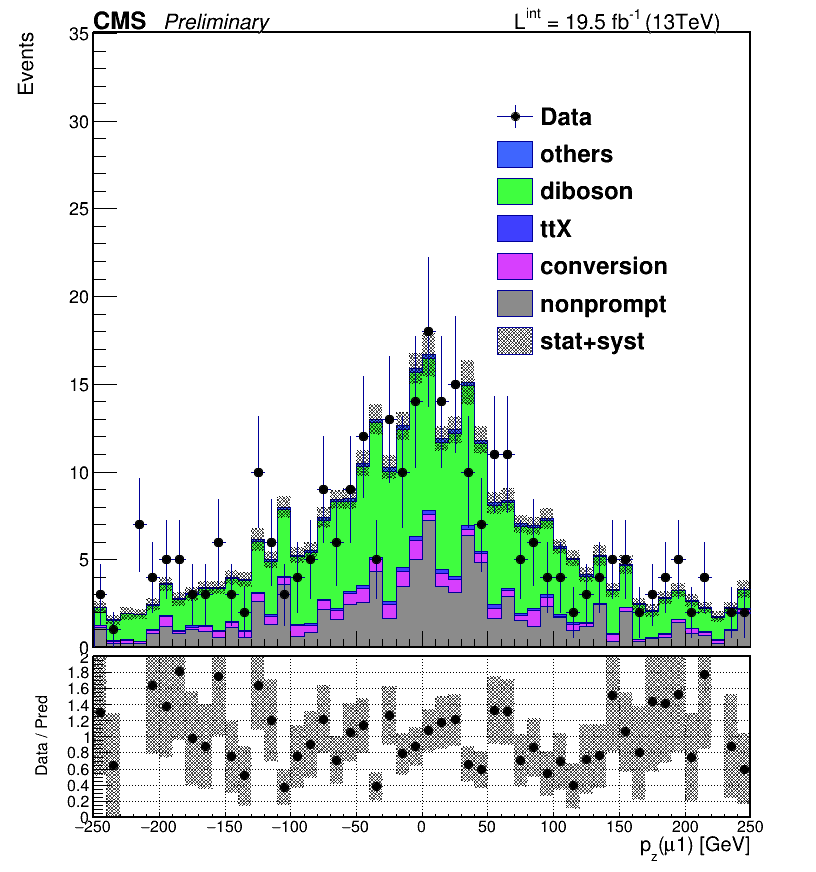 CMS Preliminary L^int = 19.5 fb^-1 (13TeV)
Events
35
30
25
20
15
10
5
0
Data
others
diboson
ttX
conversion
nonprompt
stat+syst
Data / Pred
2
1.8
1.6
1.4
1.2
1
0.8
0.6
0.4
0.2
0
−250 −200 −150 −100 −50 0 50 100 150 200 250
p_z(μ1) [GeV]